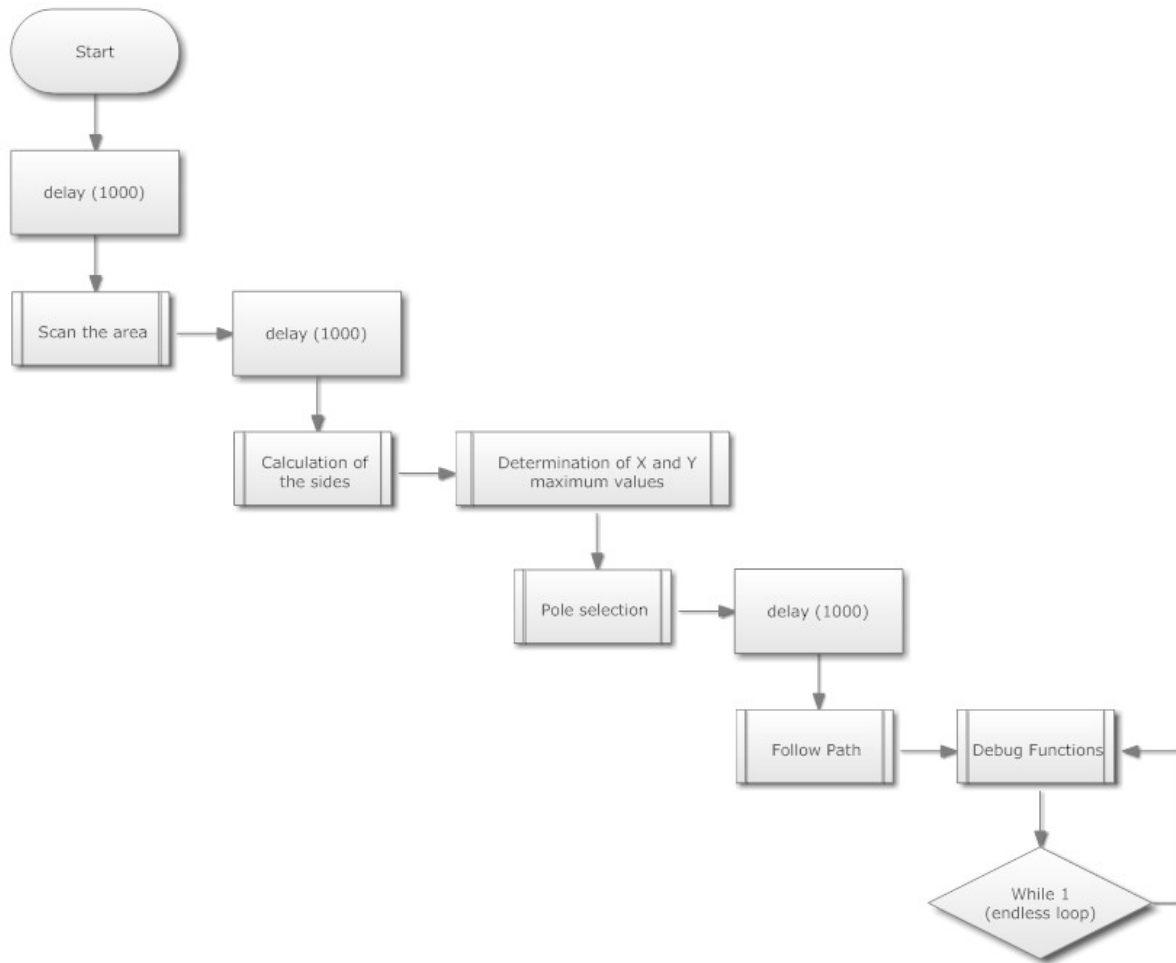 Start
delay (1000)
Scan the area
delay (1000)
Calculation of
the sides
Determination of X and Y
maximum values
Pole selection
delay (1000)
Follow Path
Debug Functions
While 1
(endless loop)